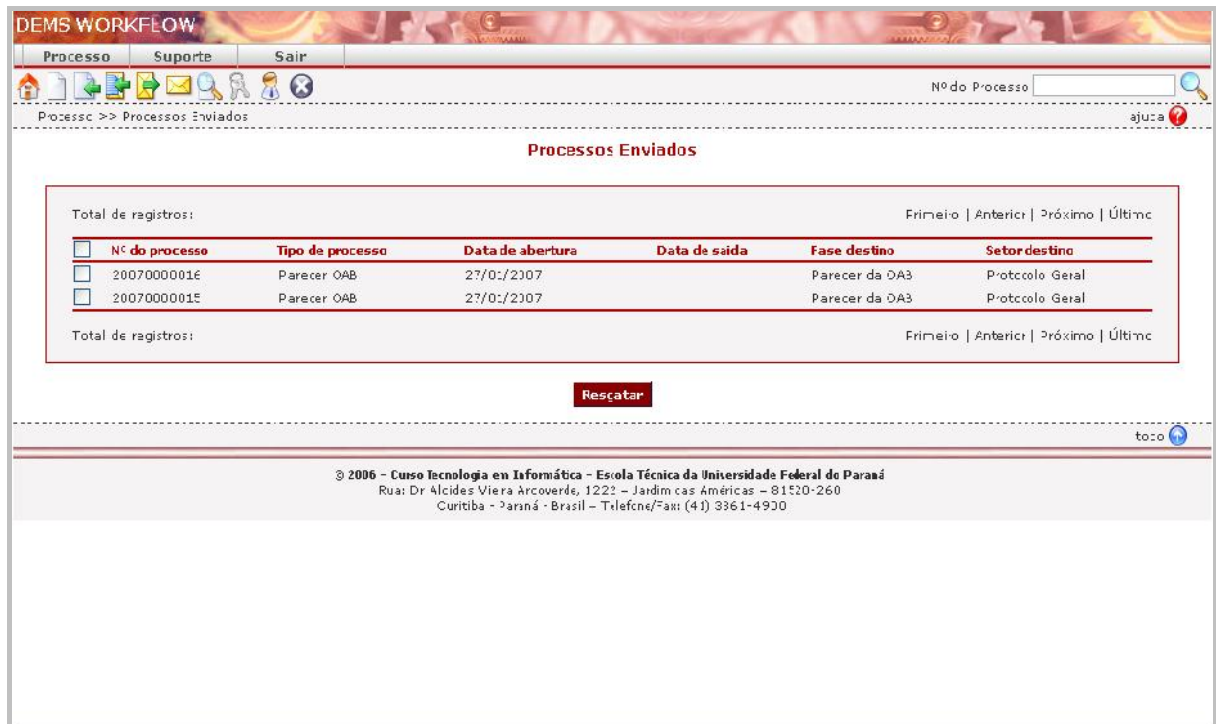 DEMS WORKFLOW
Processo Suporte Sair
Nº do Processo
Processo >> Processos Enviados ajuda
Processos Enviados
Total de registros: Primeiro | Anterior | Próximo | Último
Nº do processo Tipo de processo Data de abertura Data de saida Fase destino Setor destino
20070000016 Parecer OAB Parecer da OAB Protocolo Geral
20070000015 Parecer OAB Parecer da OAB Protocolo Geral
Total de registros: Primeiro | Anterior | Próximo | Último
Resgatar
topo
© 2006 - Curso Tecnologia em Informática - Escola Técnica da Universidade Federal do Paraná
Rua: Dr Alcides Viera Arcoverde, 1222 – Jardim das Américas – 81520-260
Curitiba - Paraná - Brasil – Telefone/Fax: (41) 3361-4900